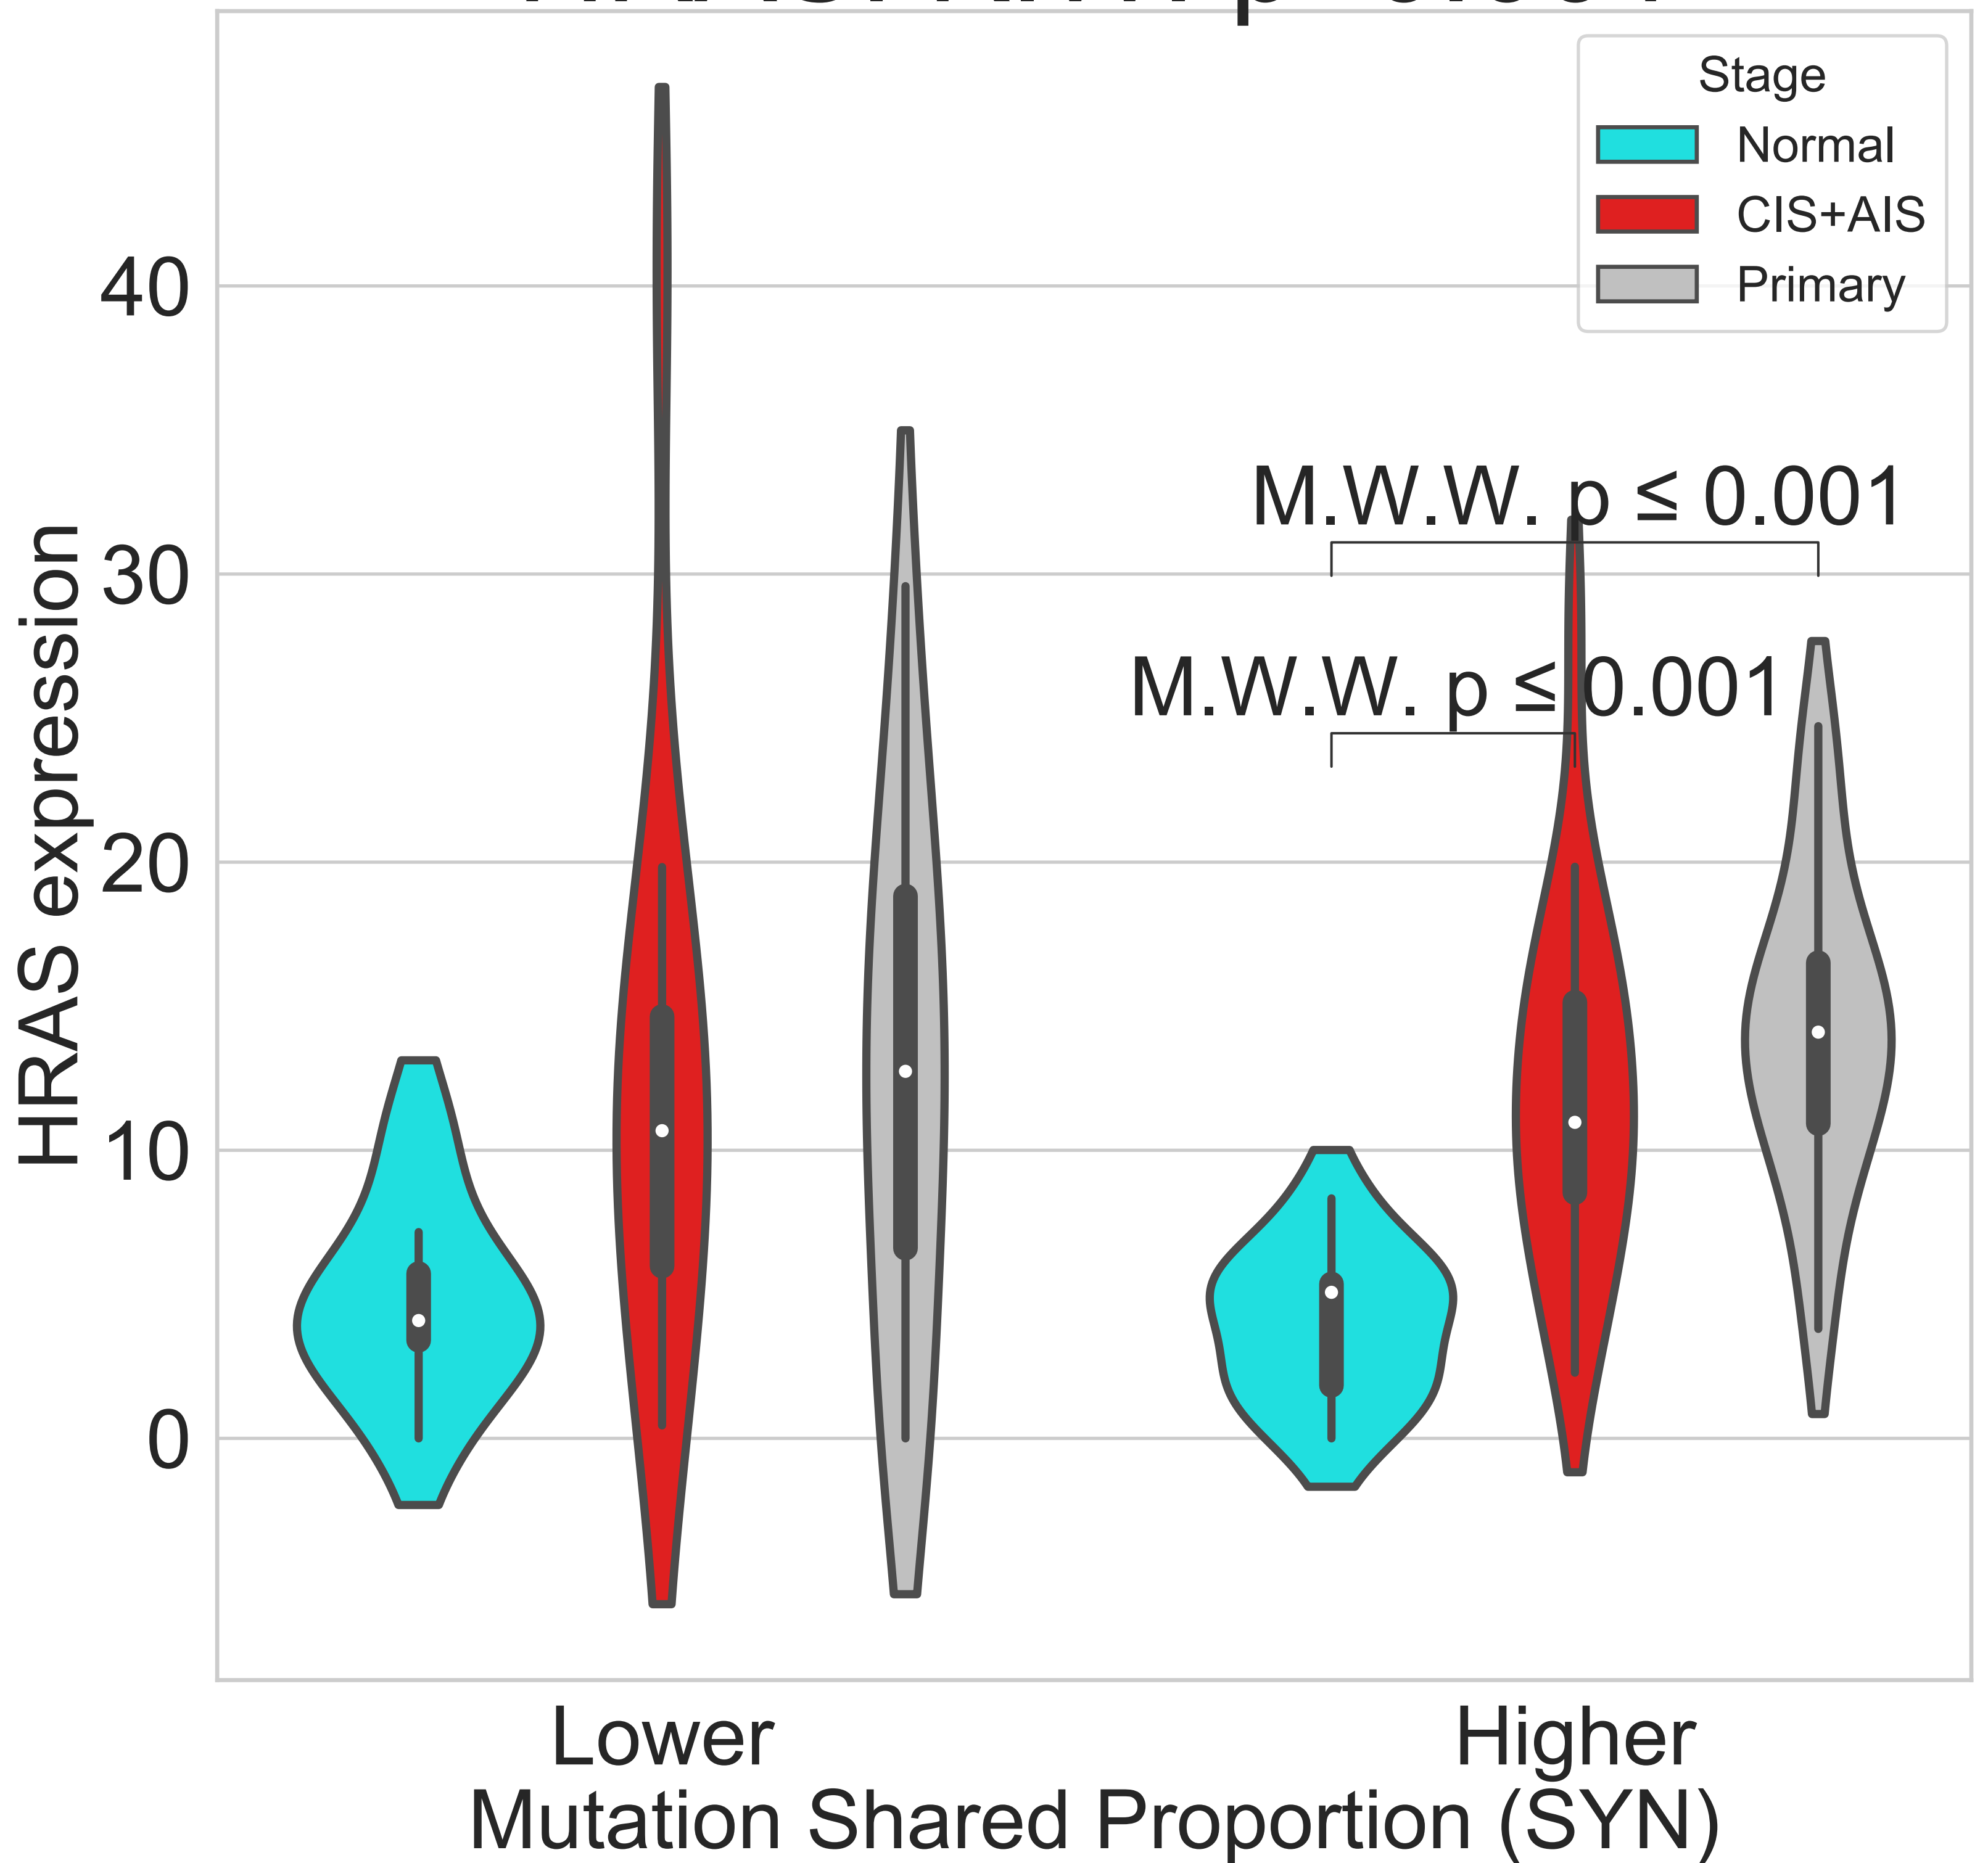 Stage
Normal
CIS+AIS
Primary
40
30
20
10
0
HRAS expression
M.W.W. p ≤ 0.001
M.W.W. p ≤ 0.001
Lower
Higher
Mutation Shared Proportion (SYN)